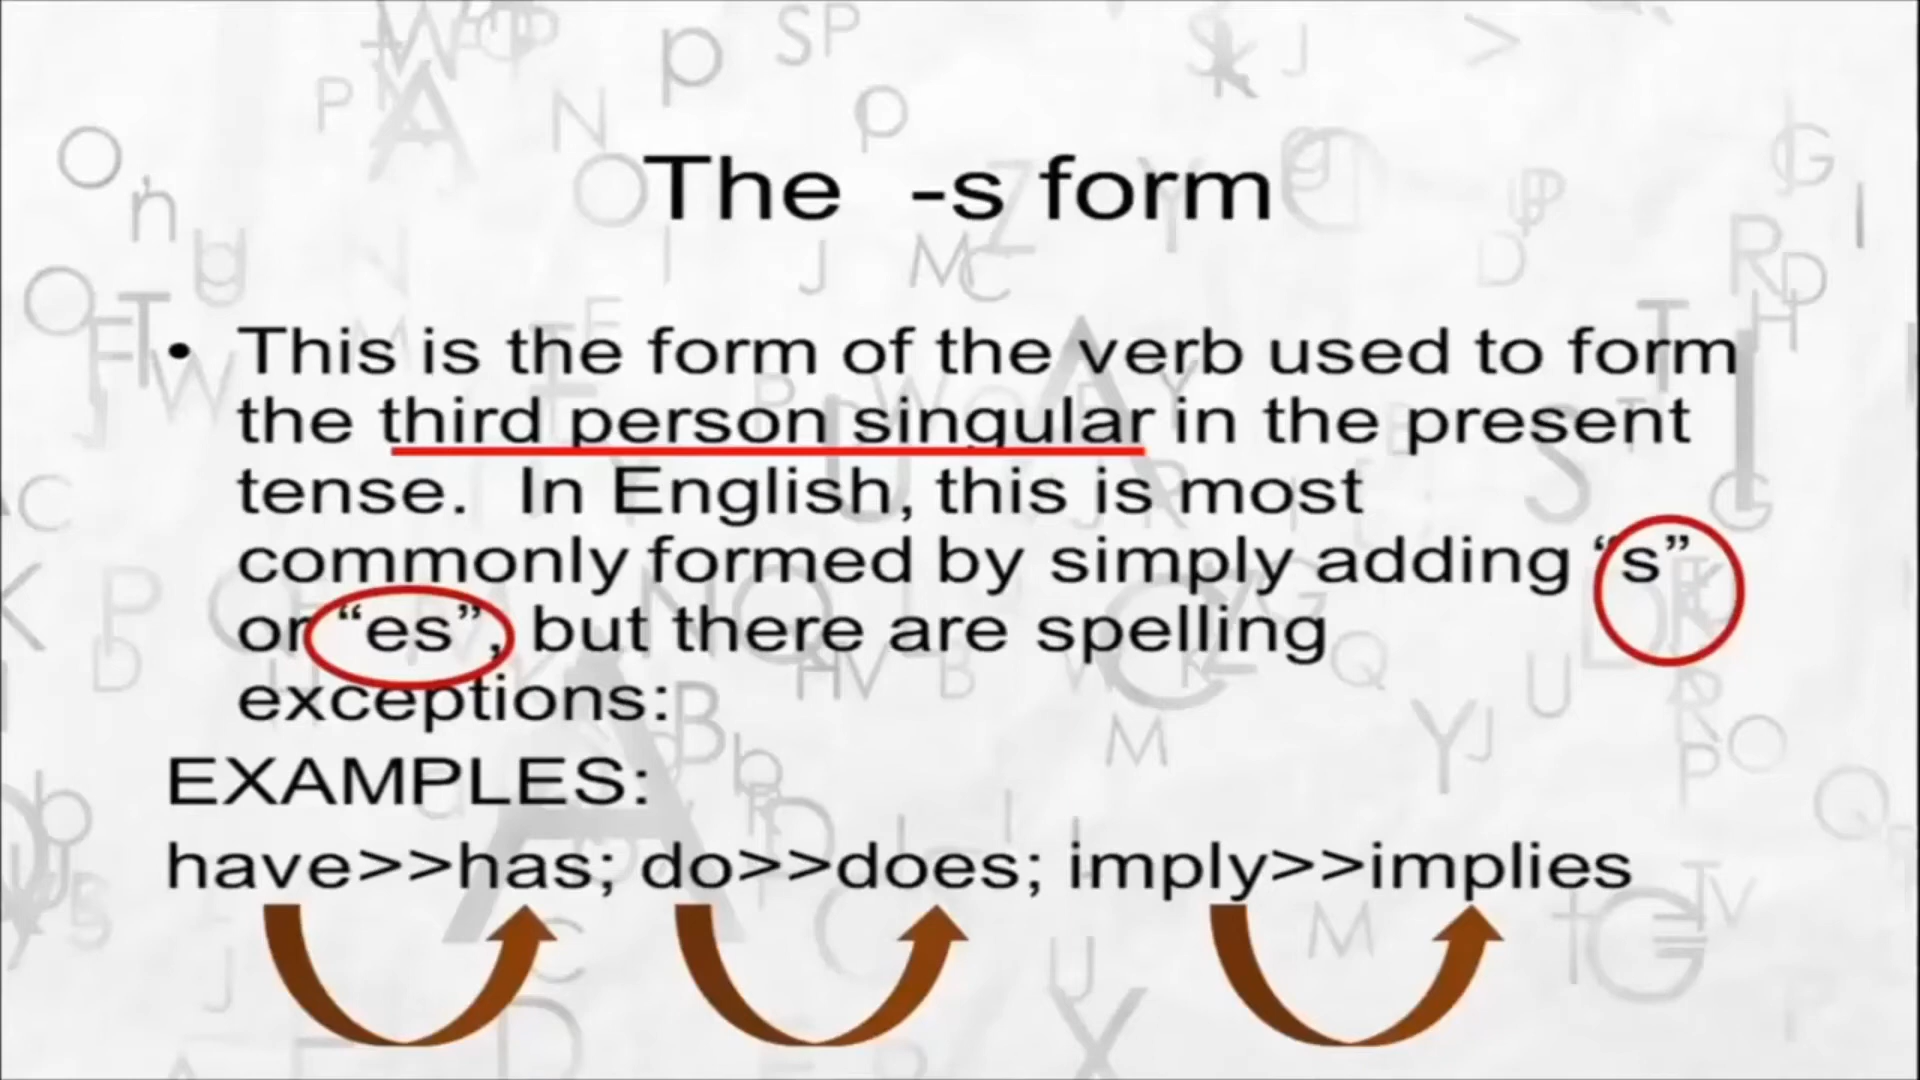 The -s form
• This is the form of the verb used to form
the third person singular in the present
tense. In English, this is most
commonly formed by simply adding “s”
or “es”, but there are spelling
exceptions:
EXAMPLES:
have>>has; do>>does; imply>>implies